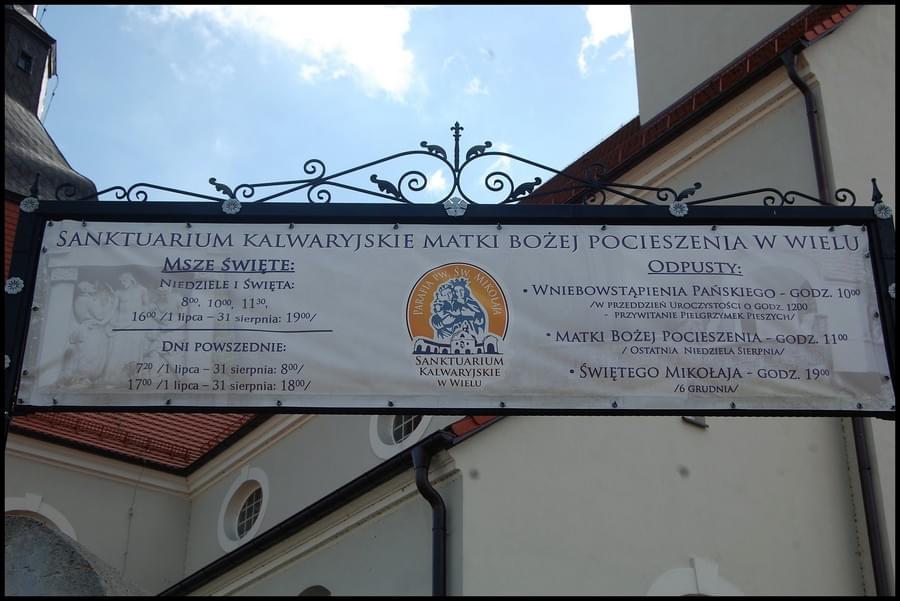 SANKTUARIUM KALWARYJSKIE MATKI BOŻEJ POCIESZENIA W WIELU
MSZE ŚWIĘTE:
NIEDZIELE I ŚWIĘTA:
8⁰⁰, 10⁰⁰, 11³⁰,
16⁰⁰ /1 lipca – 31 sierpnia: 19⁰⁰/
DNI POWSZEDNIE:
7²⁰ /1 lipca – 31 sierpnia: 8⁰⁰/
17⁰⁰ /1 lipca – 31 sierpnia: 18⁰⁰/
PARAFIA PW. ŚW. MIKOŁAJA
SANKTUARIUM
KALWARYJSKIE
W WIELU
ODPUSTY:
• WNIEBOWSTĄPIENIA PAŃSKIEGO - GODZ. 10⁰⁰
/W PRZEDDZIEŃ UROCZYSTOŚCI O GODZ. 12⁰⁰
- PRZYWITANIE PIELGRZYMEK PIESZYCH/
• MATKI BOŻEJ POCIESZENIA - GODZ. 11⁰⁰
/ OSTATNIA NIEDZIELA SIERPNIA/
• ŚWIĘTEGO MIKOŁAJA - GODZ. 19⁰⁰
/6 GRUDNIA/